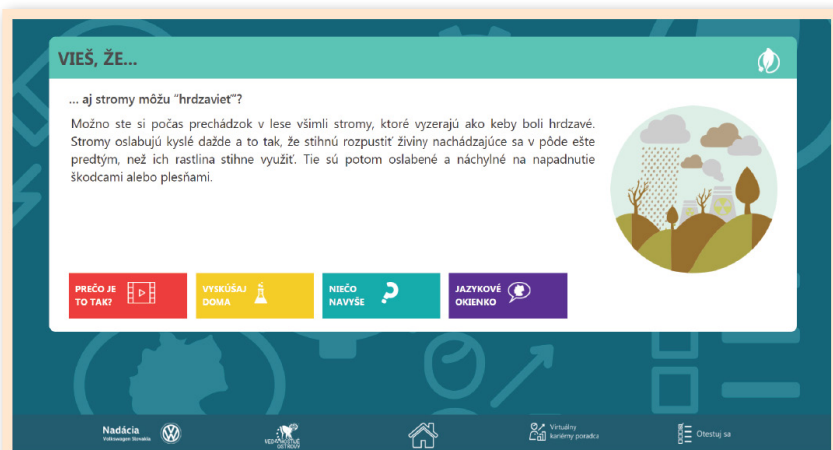 VIEŠ, ŽE...
... aj stromy môžu "hrdzavieť"?
Možno ste si počas prechádzok v lese všimli stromy, ktoré vyzerajú ako keby boli hrdzavé.
Stromy oslabujú kyslé dažde a to tak, že stihnú rozpustiť živiny nachádzajúce sa v pôde ešte
predtým, než ich rastlina stihne využiť. Tie sú potom oslabené a náchylné na napadnutie
škodcami alebo plesňami.
PREČO JE
TO TAK?
VYSKÚŠAJ
DOMA
NIEČO
NAVYŠE
JAZYKOVÉ
OKIENKO
Nadácia
Volkswagen Slovakia
VEDANOSTNÉ
OSTROVY
Virtuálny
kariérny poradca
Otestuj sa